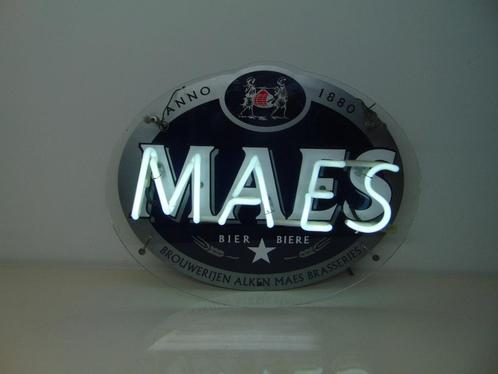 ANNO 1880
MAES
BIER BIERE
BROUWERIJEN ALKEN MAES BRASSERIES